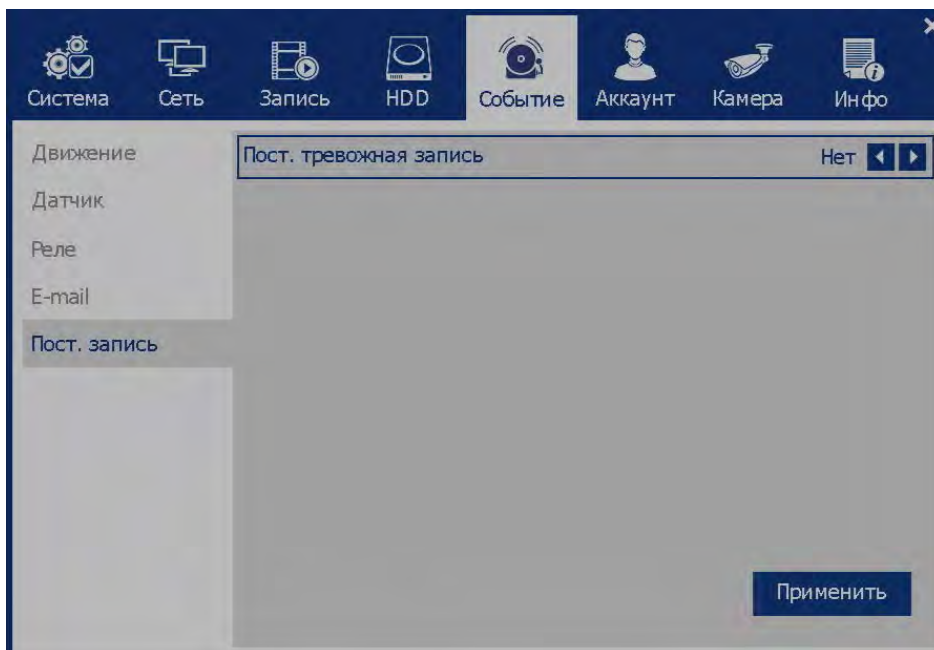 Система Сеть Запись HDD Событие Аккаунт Камера Инфо
Движение
Пост. тревожная запись Нет
Датчик
Реле
E-mail
Пост. запись
Применить